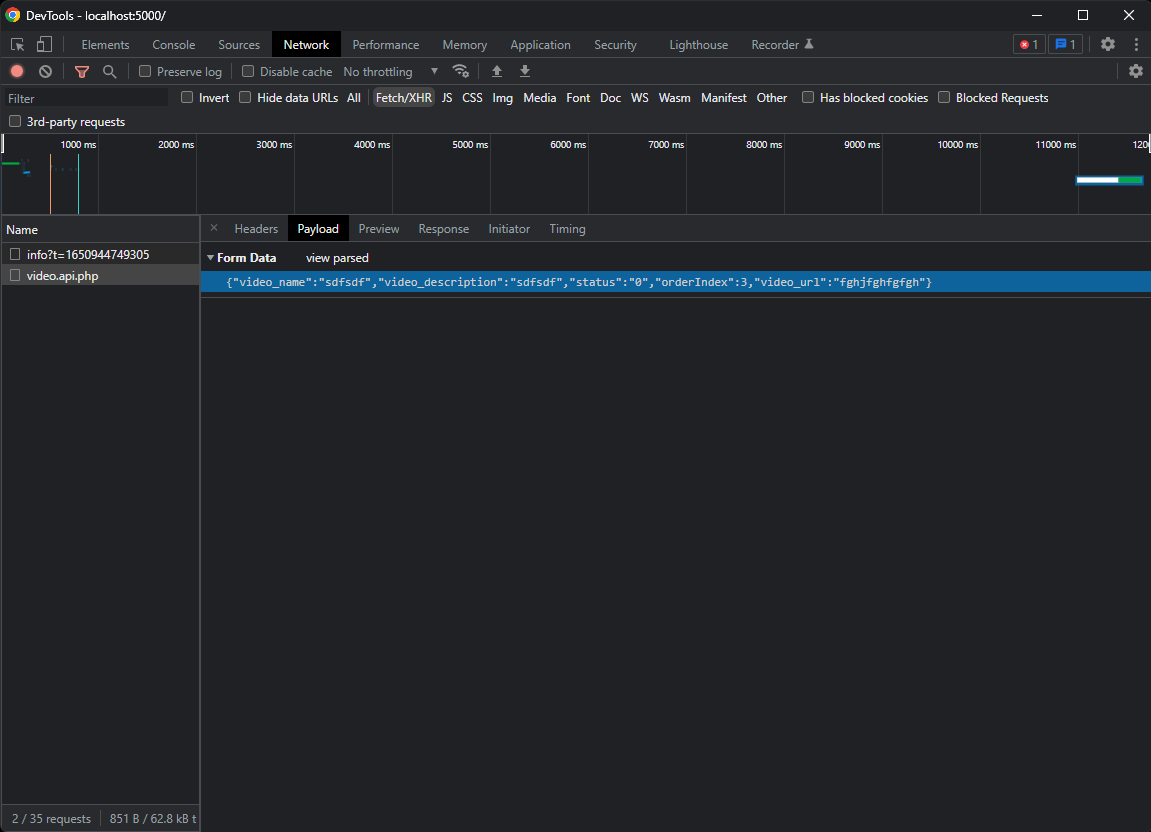 DevTools - localhost:5000/
Elements Console Sources Network Performance Memory Application Security Lighthouse Recorder 1 1
Preserve log Disable cache No throttling
Filter Invert Hide data URLs All Fetch/XHR JS CSS Img Media Font Doc WS Wasm Manifest Other Has blocked cookies Blocked Requests
3rd-party requests
1000 ms 2000 ms 3000 ms 4000 ms 5000 ms 6000 ms 7000 ms 8000 ms 9000 ms 10000 ms 11000 ms 120
Name × Headers Payload Preview Response Initiator Timing
info?t=1650944749305 Form Data view parsed
video.api.php {"video_name":"sdfsdf","video_description":"sdfsdf","status":"0","orderIndex":3,"video_url":"fghjfghfgfgh"}
2 / 35 requests 851 B / 62.8 kB t